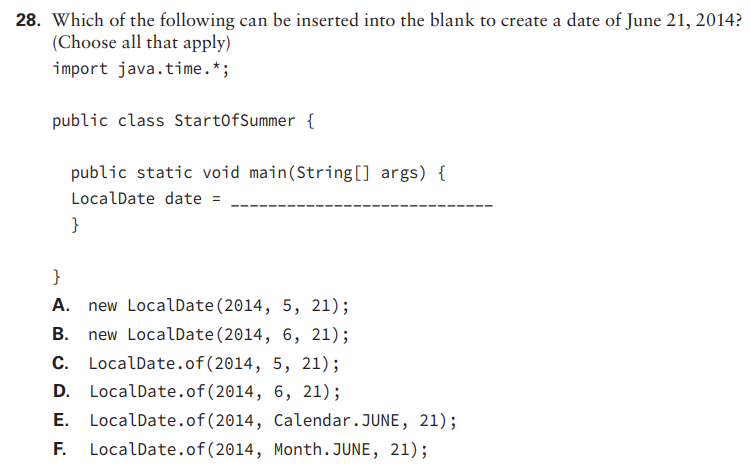 28. Which of the following can be inserted into the blank to create a date of June 21, 2014?
(Choose all that apply)
import java.time.*;
public class StartOfSummer {
public static void main(String[] args) {
LocalDate date = ____________________________
}
}
A. new LocalDate(2014, 5, 21);
B. new LocalDate(2014, 6, 21);
C. LocalDate.of(2014, 5, 21);
D. LocalDate.of(2014, 6, 21);
E. LocalDate.of(2014, Calendar.JUNE, 21);
F. LocalDate.of(2014, Month.JUNE, 21);